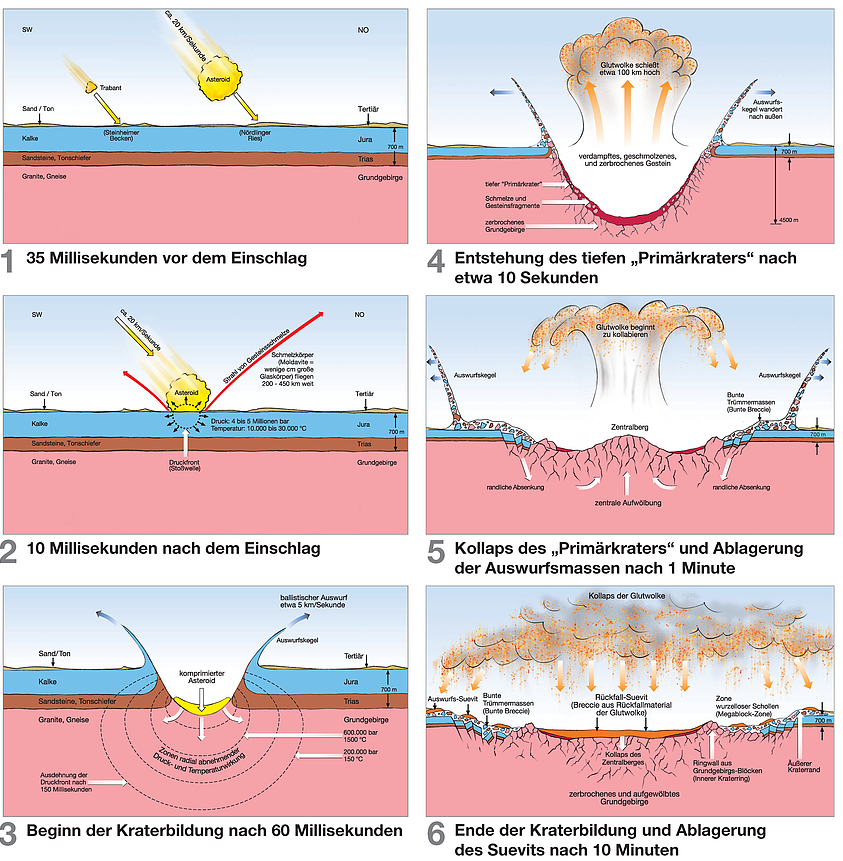 SW
NO
ca. 20 km/Sekunde
Trabant
Asteroid
Sand / Ton
Tertiär
(Steinheimer
Becken)
(Nördlinger
Ries)
Kalke
Jura
700 m
Sandsteine, Tonschiefer
Trias
Granite, Gneise
Grundgebirge
1 35 Millisekunden vor dem Einschlag
SW
NO
ca. 20 km/Sekunde
Strahl von Gesteinsschmelze
Schmelzkörper
(Moldavite =
wenige cm große
Glaskörper) fliegen
200 - 450 km weit
Asteroid
Sand / Ton
Tertiär
Kalke
Druck: 4 bis 5 Millionen bar
Temperatur: 10.000 bis 30.000 °C
Jura
700 m
Sandsteine, Tonschiefer
Trias
Granite, Gneise
Druckfront
(Stoßwelle)
Grundgebirge
2 10 Millisekunden nach dem Einschlag
ballistischer Auswurf
etwa 5 km/Sekunde
Auswurfskegel
Sand/Ton
Tertiär
komprimierter
Asteroid
Kalke
Jura
700 m
Sandsteine, Tonschiefer
Trias
Granite, Gneise
Grundgebirge
600.000 bar
1500 °C
200.000 bar
150 °C
Zonen radial abnehmender
Druck- und Temperaturwirkung
Ausdehnung der
Druckfront nach
150 Millisekunden
3 Beginn der Kraterbildung nach 60 Millisekunden
Glutwolke schießt
etwa 100 km hoch
Auswurfs-
kegel wandert
nach außen
verdampftes, geschmolzenes,
und zerbrochenes Gestein
700 m
tiefer "Primärkrater"
Schmelze und
Gesteinsfragmente
zerbrochenes
Grundgebirge
4500 m
4 Entstehung des tiefen „Primärkraters“ nach
etwa 10 Sekunden
Glutwolke beginnt
zu kollabieren
Auswurfskegel
Auswurfskegel
Bunte
Trümmermassen
(Bunte Breccie)
Zentralberg
700 m
randliche Absenkung
randliche Absenkung
zentrale Aufwölbung
5 Kollaps des „Primärkraters“ und Ablagerung
der Auswurfsmassen nach 1 Minute
Kollaps der Glutwolke
Auswurfs-Suevit
Bunte
Trümmermassen
(Bunte Breccie)
Rückfall-Suevit
(Breccie aus Rückfallmaterial
der Glutwolke)
Zone
wurzelloser Schollen
(Megablock-Zone)
700 m
Kollaps des
Zentralberges
Ringwall aus
Grundgebirgs-Blöcken
(Innerer Kraterring)
Äußerer
Kraterrand
zerbrochenes und aufgewölbtes
Grundgebirge
6 Ende der Kraterbildung und Ablagerung
des Suevits nach 10 Minuten